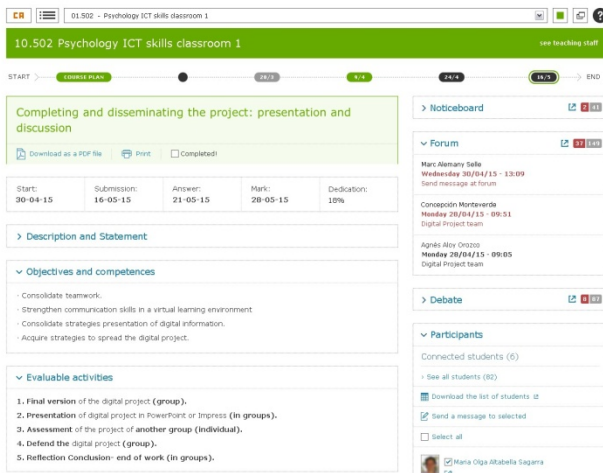 CA
01.502 - Psychology ICT skills classroom 1
?
10.502 Psychology ICT skills classroom 1
see teaching staff
START
COURSE PLAN
20/3
9/4
24/4
16/5
END
Completing and disseminating the project: presentation and
discussion
Download as a PDF file
Print
Completed!
Start:
30-04-15
Submission:
16-05-15
Answer:
21-05-15
Mark:
28-05-15
Dedication:
18%
> Description and Statement
Objectives and competences
· Consolidate teamwork.
· Strengthen communication skills in a virtual learning environment
· Consolidate strategies presentation of digital information.
· Acquire strategies to spread the digital project.
Evaluable activities
1. Final version of the digital project (group).
2. Presentation of digital project in PowerPoint or Impress (in groups).
3. Assessment of the project of another group (individual).
4. Defend the digital project (group).
5. Reflection Conclusion- end of work (in groups).
> Noticeboard
2 41
Forum
37 149
Marc Alemany Selle
Wednesday 30/04/15 - 13:09
Send message at forum
Concepción Monteverde
Monday 28/04/15 - 09:51
Digital Project team
Agnès Aloy Orozco
Monday 28/04/15 - 09:05
Digital Project team
> Debate
0 07
Participants
Connected students (6)
> See all students (82)
Download the list of students
Send a message to selected
Select all
Maria Olga Altabella Sagarra